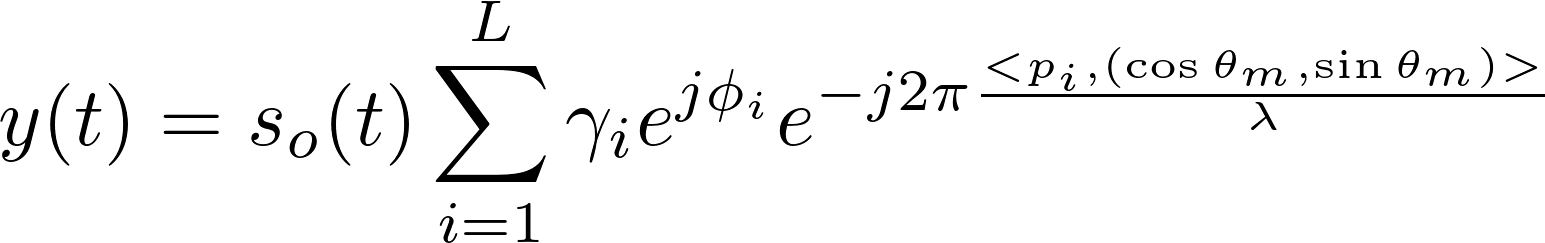 y(t) = s_o(t) \sum_{i=1}^{L} \gamma_i e^{j\phi_i} e^{-j2\pi \frac{<p_i,(\cos\theta_m,\sin\theta_m)>}{\lambda}}